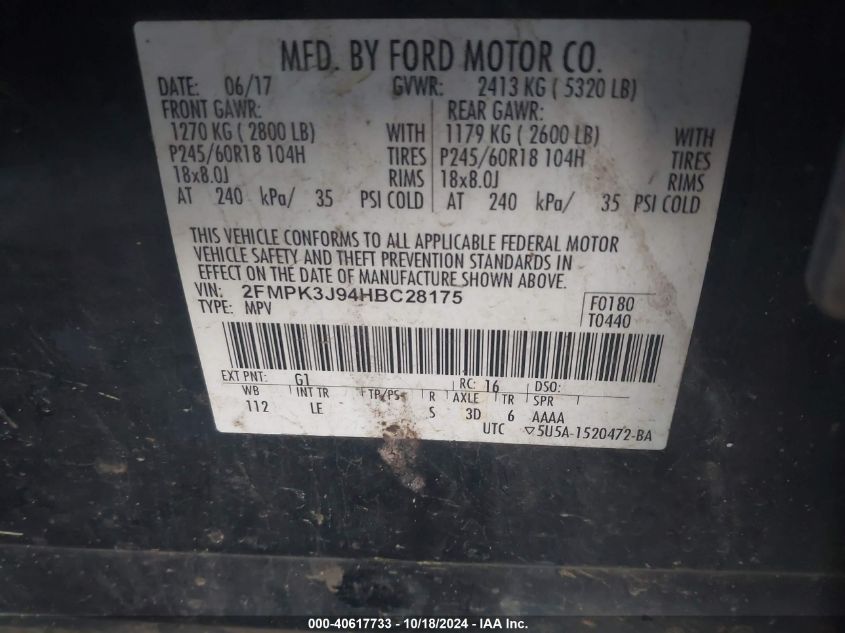 MFD. BY FORD MOTOR CO.
DATE: 06/17 GVWR: 2413 KG ( 5320 LB)
FRONT GAWR: REAR GAWR:
1270 KG ( 2800 LB) WITH 1179 KG ( 2600 LB) WITH
P245/60R18 104H TIRES P245/60R18 104H TIRES
18x8.0J RIMS 18x8.0J RIMS
AT 240 kPa/ 35 PSI COLD AT 240 kPa/ 35 PSI COLD
THIS VEHICLE CONFORMS TO ALL APPLICABLE FEDERAL MOTOR
VEHICLE SAFETY AND THEFT PREVENTION STANDARDS IN
EFFECT ON THE DATE OF MANUFACTURE SHOWN ABOVE.
VIN: 2FMPK3J94HBC28175 F0180
TYPE: MPV T0440
EXT PNT: G1 RC: 16 DSO:
WB INT TR TP/PS R AXLE TR SPR
112 LE S 3D 6 AAAA
UTC ▽5U5A-1520472-BA
000-40617733 - 10/18/2024 - IAA Inc.